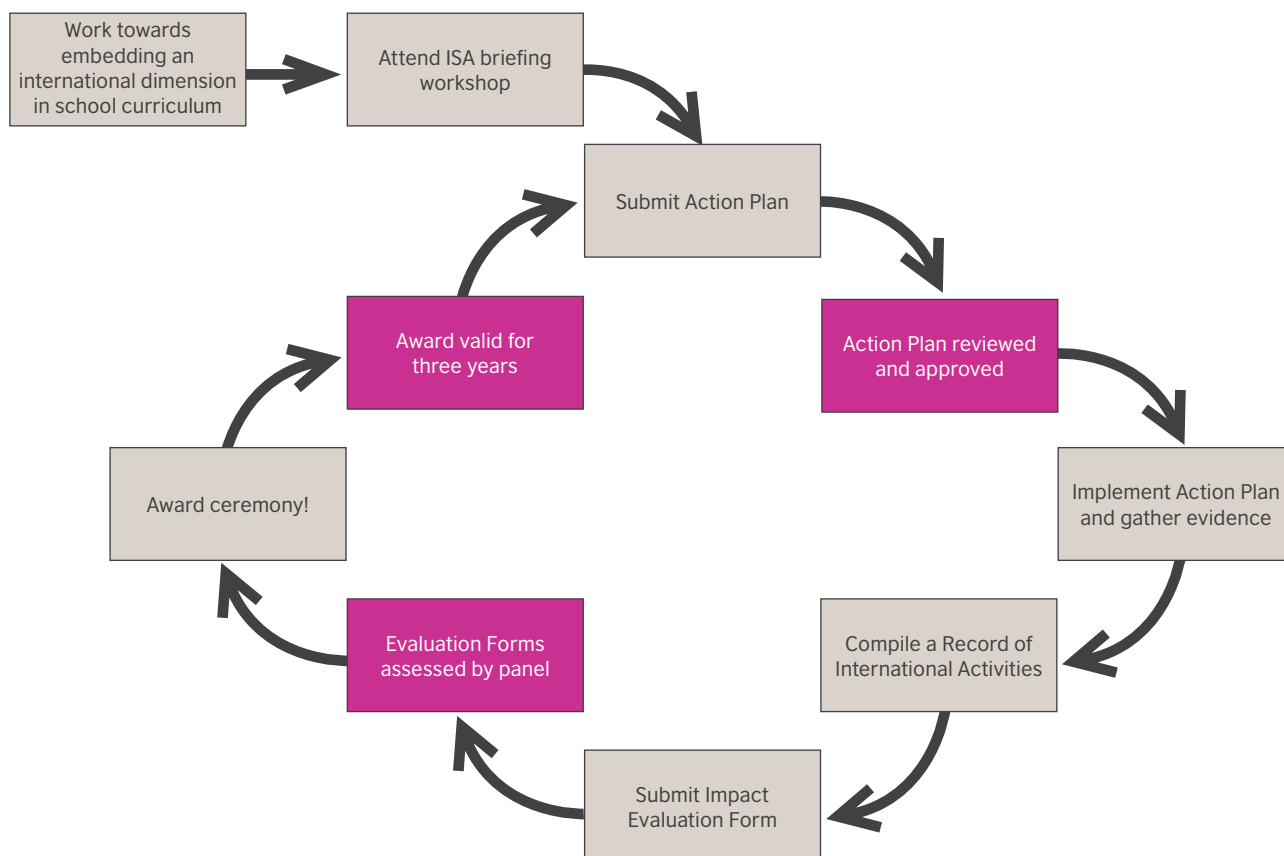 Work towards
embedding an
international dimension
in school curriculum
Attend ISA briefing
workshop
Submit Action Plan
Action Plan reviewed
and approved
Implement Action Plan
and gather evidence
Compile a Record of
International Activities
Submit Impact
Evaluation Form
Evaluation Forms
assessed by panel
Award ceremony!
Award valid for
three years